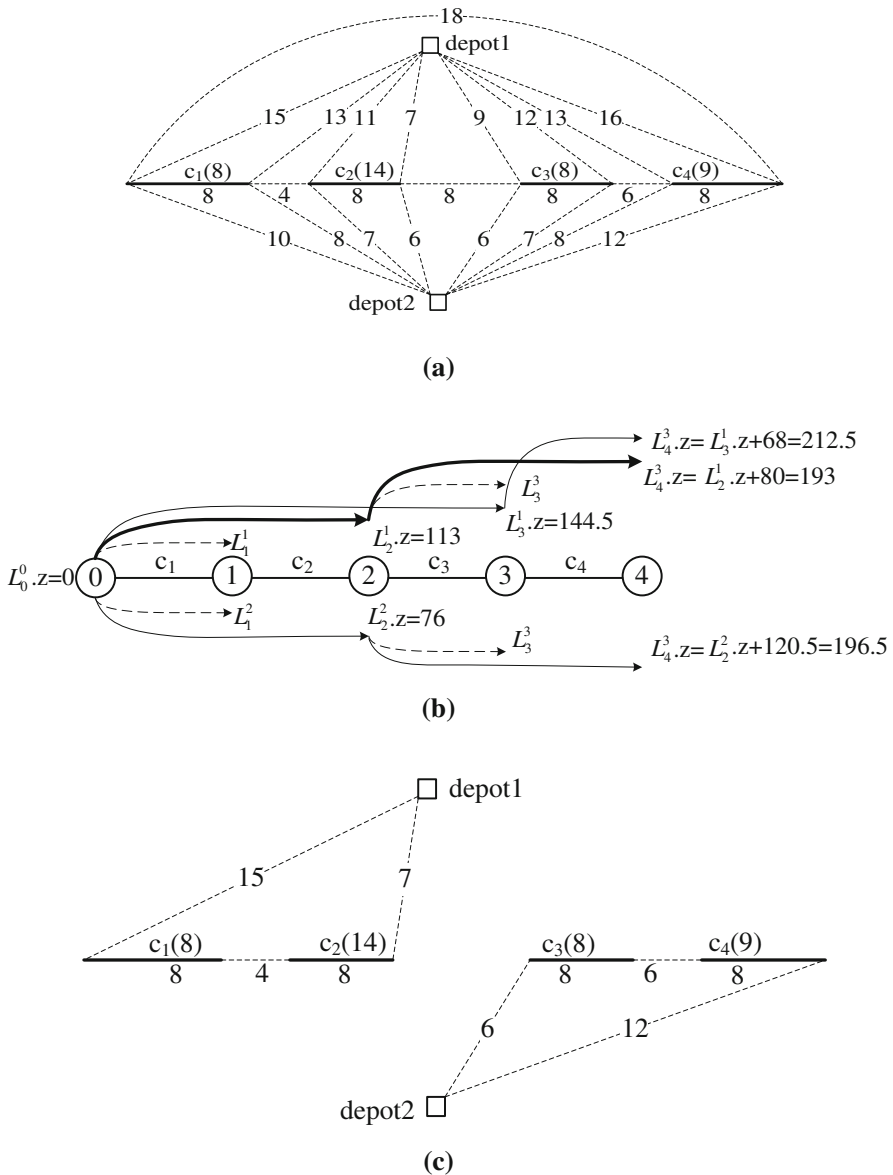 18
depot1
15 13 11 7 9 12 13 16
c₁(8) c₂(14) c₃(8) c₄(9)
8 4 8 8 8 6 8
10 8 7 6 6 7 8 12
depot2
(a)
L₄³.z= L₃¹.z+68=212.5
L₄³.z= L₂¹.z+80=193
L₃³
L₃¹.z=144.5
L₂¹.z=113
L₁¹
L₀⁰.z=0 0 c₁ 1 c₂ 2 c₃ 3 c₄ 4
L₁²
L₂².z=76
L₃³
L₄³.z= L₂².z+120.5=196.5
(b)
depot1
15 7
c₁(8) c₂(14) c₃(8) c₄(9)
8 4 8 8 6 8
6 12
depot2
(c)